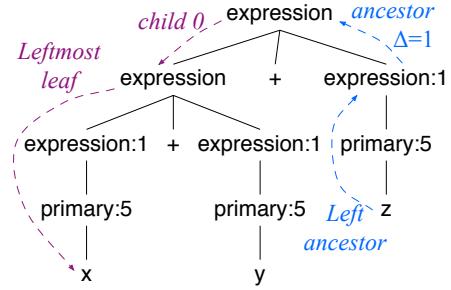 expression
ancestor
child 0
Δ=1
Leftmost
leaf
expression + expression:1
expression:1 + expression:1 primary:5
primary:5 primary:5 Left z
ancestor
x y